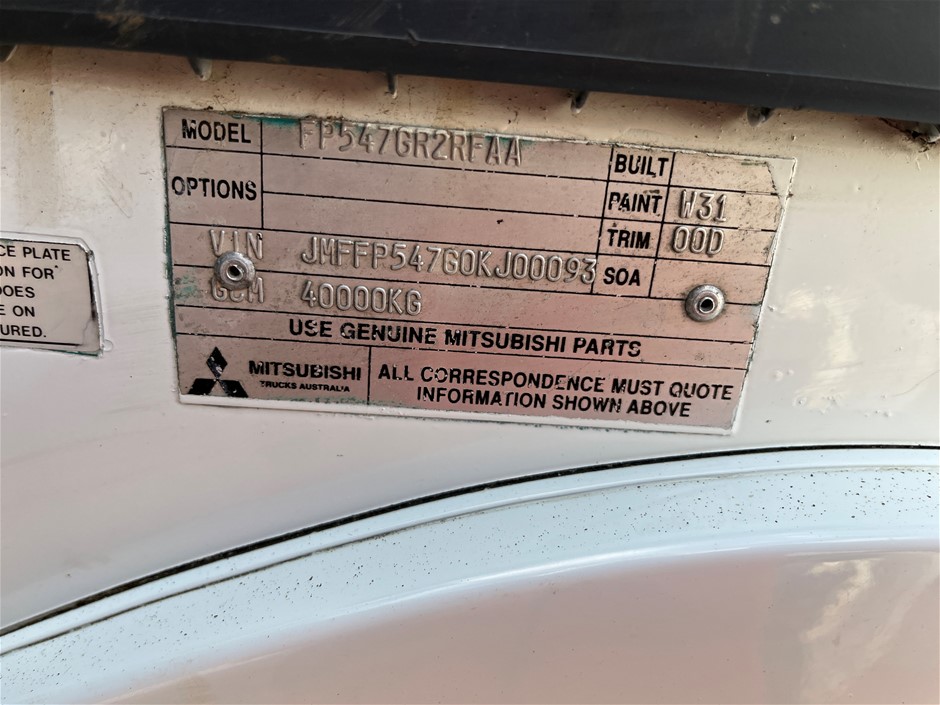 MODEL FP547GR2RFAA BUILT
OPTIONS PAINT W31
TRIM 00D
VIN JMFFP547G0KJ00093 SOA
GCM 40000KG
USE GENUINE MITSUBISHI PARTS
MITSUBISHI
TRUCKS AUSTRALIA
ALL CORRESPONDENCE MUST QUOTE
INFORMATION SHOWN ABOVE
CE PLATE
ON FOR
DOES
E ON
URED.